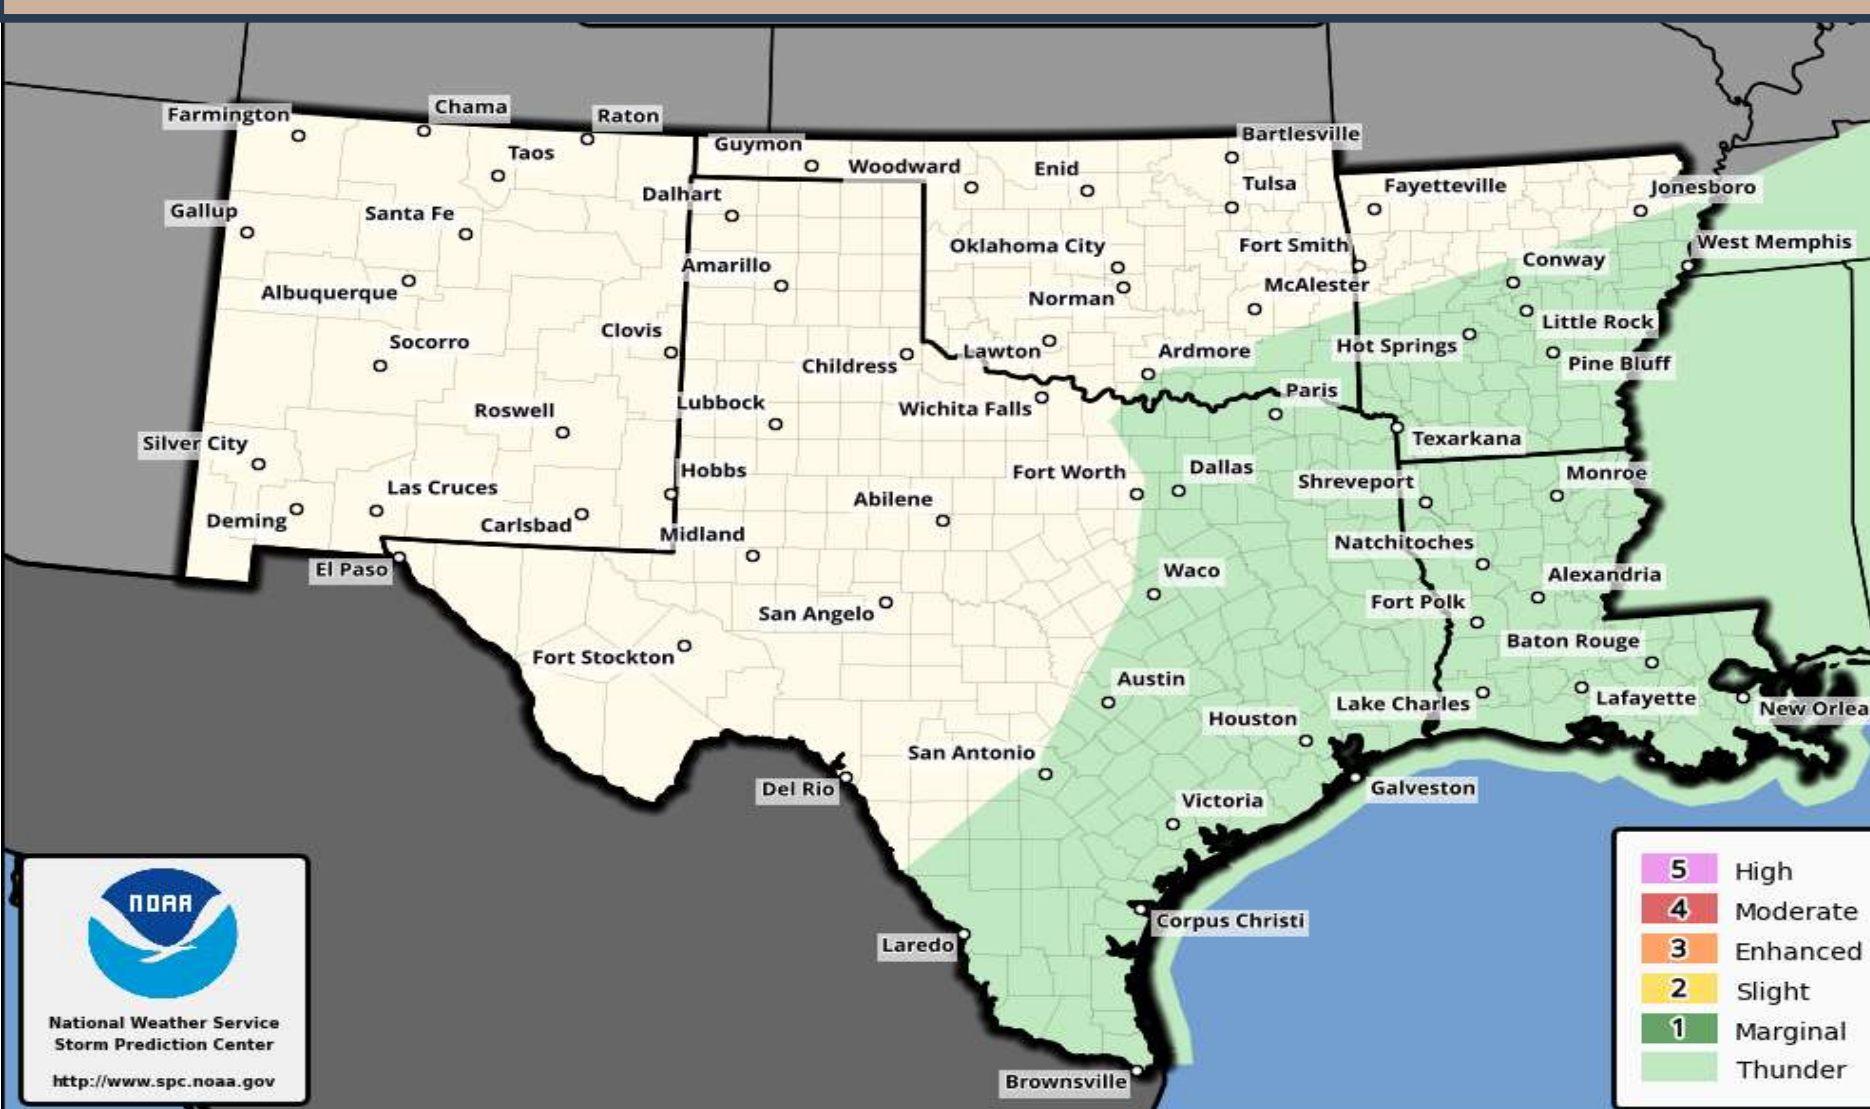 Farmington
Chama
Raton
Bartlesville
Guymon
Taos
Woodward
Enid
Tulsa
Fayetteville
Jonesboro
Dalhart
Gallup
Santa Fe
Oklahoma City
Fort Smith
West Memphis
Amarillo
Conway
Albuquerque
McAlester
Norman
Little Rock
Clovis
Socorro
Hot Springs
Lawton
Ardmore
Childress
Pine Bluff
Paris
Lubbock
Wichita Falls
Roswell
Texarkana
Silver City
Hobbs
Fort Worth
Dallas
Monroe
Shreveport
Las Cruces
Abilene
Deming
Carlsbad
Midland
Natchitoches
El Paso
Waco
Alexandria
Fort Polk
San Angelo
Baton Rouge
Fort Stockton
Austin
Lake Charles
Lafayette
New Orlea
Houston
San Antonio
Del Rio
Galveston
Victoria
Corpus Christi
Laredo
Brownsville
NOAA
National Weather Service
Storm Prediction Center
http://www.spc.noaa.gov
5 High
4 Moderate
3 Enhanced
2 Slight
1 Marginal
Thunder